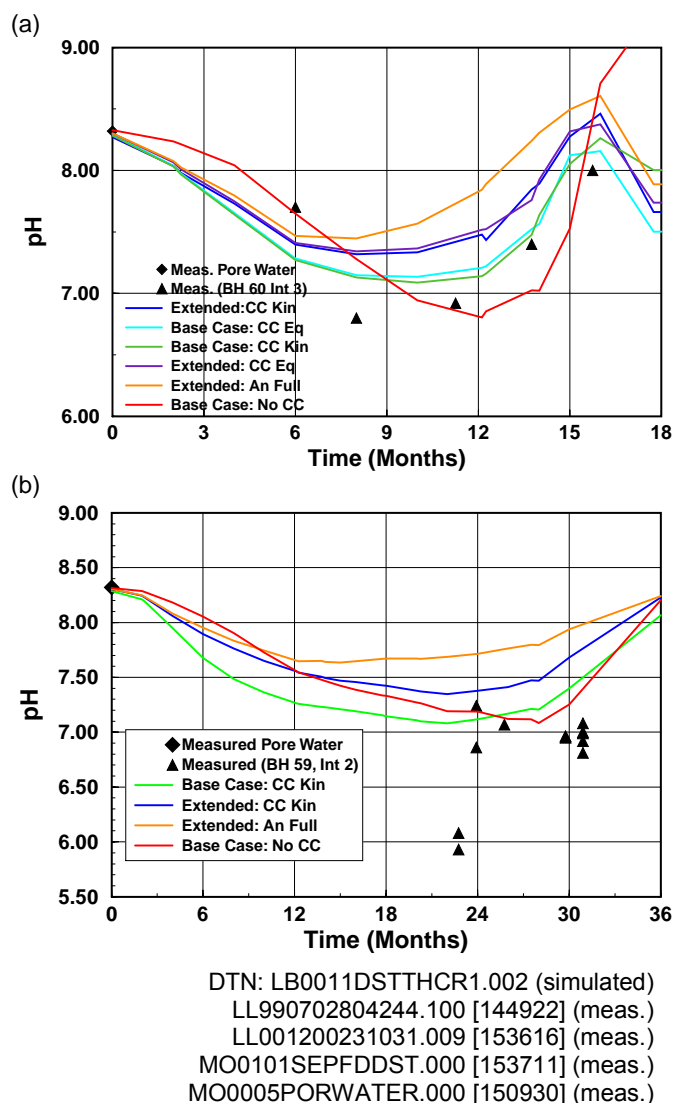 (a)
9.00
8.00
7.00
6.00
pH
Meas. Pore Water
Meas. (BH 60 Int 3)
Extended:CC Kin
Base Case: CC Eq
Base Case: CC Kin
Extended: CC Eq
Extended: An Full
Base Case: No CC
0 3 6 9 12 15 18
Time (Months)
(b)
9.00
8.50
8.00
7.50
7.00
6.50
6.00
5.50
pH
Measured Pore Water
Measured (BH 59, Int 2)
Base Case: CC Kin
Extended: CC Kin
Extended: An Full
Base Case: No CC
0 6 12 18 24 30 36
Time (Months)
DTN: LB0011DSTTHCR1.002 (simulated)
LL990702804244.100 [144922] (meas.)
LL001200231031.009 [153616] (meas.)
MO0101SEPFDDST.000 [153711] (meas.)
MO0005PORWATER.000 [150930] (meas.)